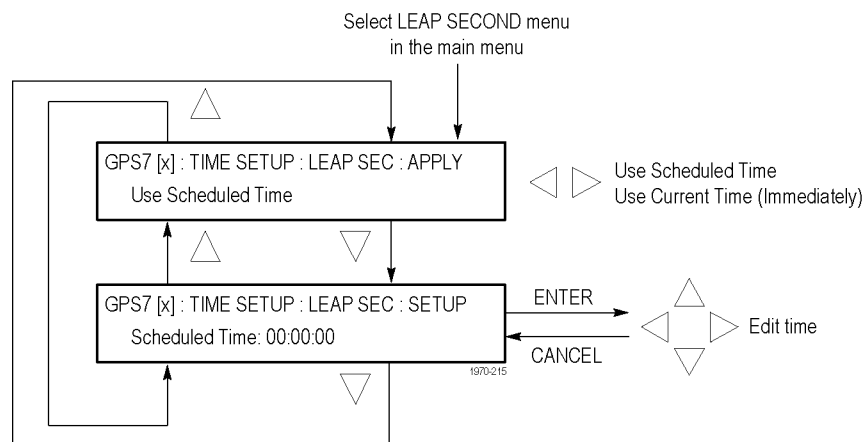 Select LEAP SECOND menu
in the main menu
GPS7 [x] : TIME SETUP : LEAP SEC : APPLY
Use Scheduled Time
Use Scheduled Time
Use Current Time (Immediately)
GPS7 [x] : TIME SETUP : LEAP SEC : SETUP
Scheduled Time: 00:00:00
ENTER
CANCEL
Edit time
1970-215